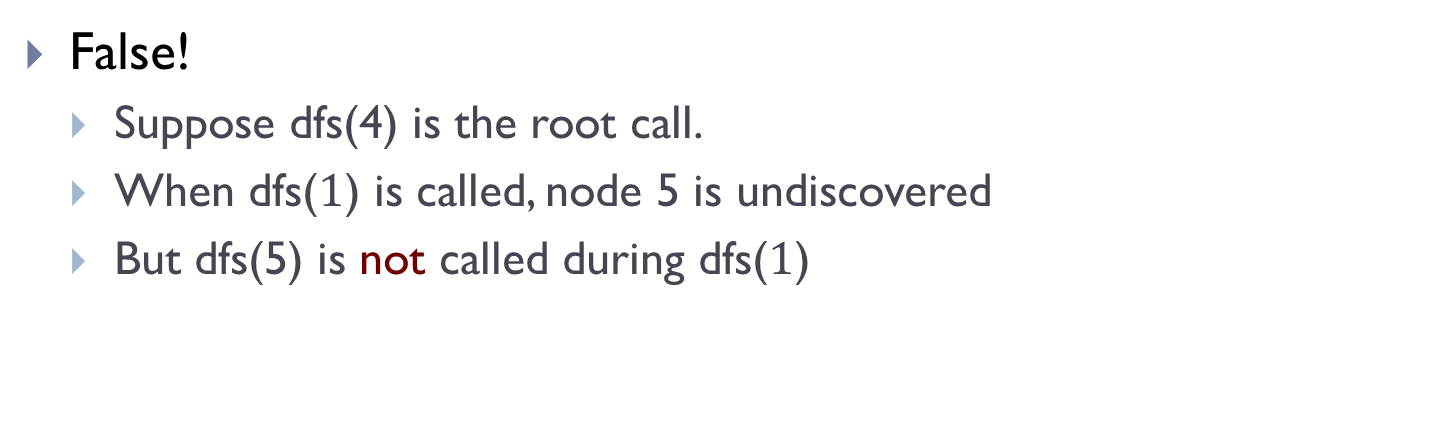 False!
Suppose dfs(4) is the root call.
When dfs(1) is called, node 5 is undiscovered
But dfs(5) is not called during dfs(1)